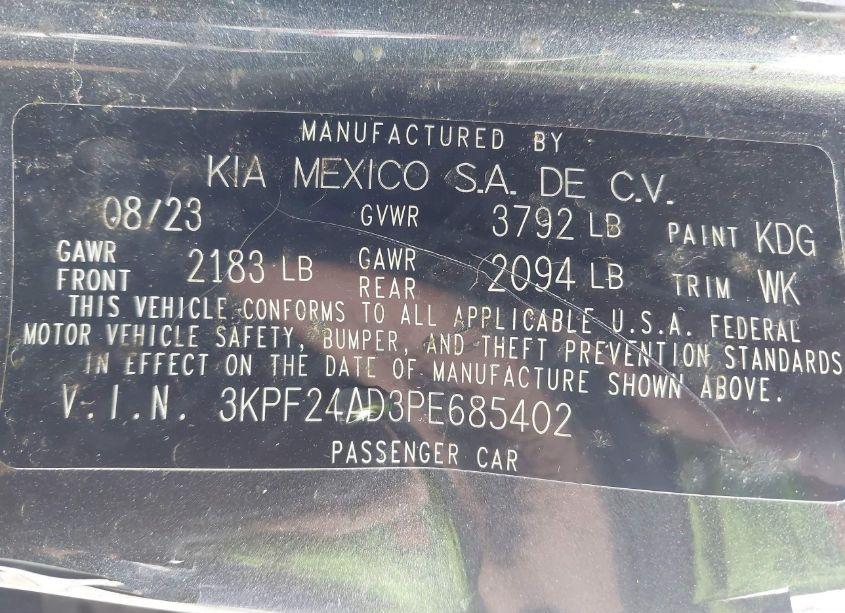 MANUFACTURED BY
KIA MEXICO S.A. DE C.V.
08/23 GVWR 3792 LB PAINT KDG
GAWR FRONT 2183 LB GAWR REAR 2094 LB TRIM WK
THIS VEHICLE CONFORMS TO ALL APPLICABLE U.S.A. FEDERAL
MOTOR VEHICLE SAFETY, BUMPER, AND THEFT PREVENTION STANDARDS
IN EFFECT ON THE DATE OF MANUFACTURE SHOWN ABOVE.
V.I.N. 3KPF24AD3PE685402
PASSENGER CAR